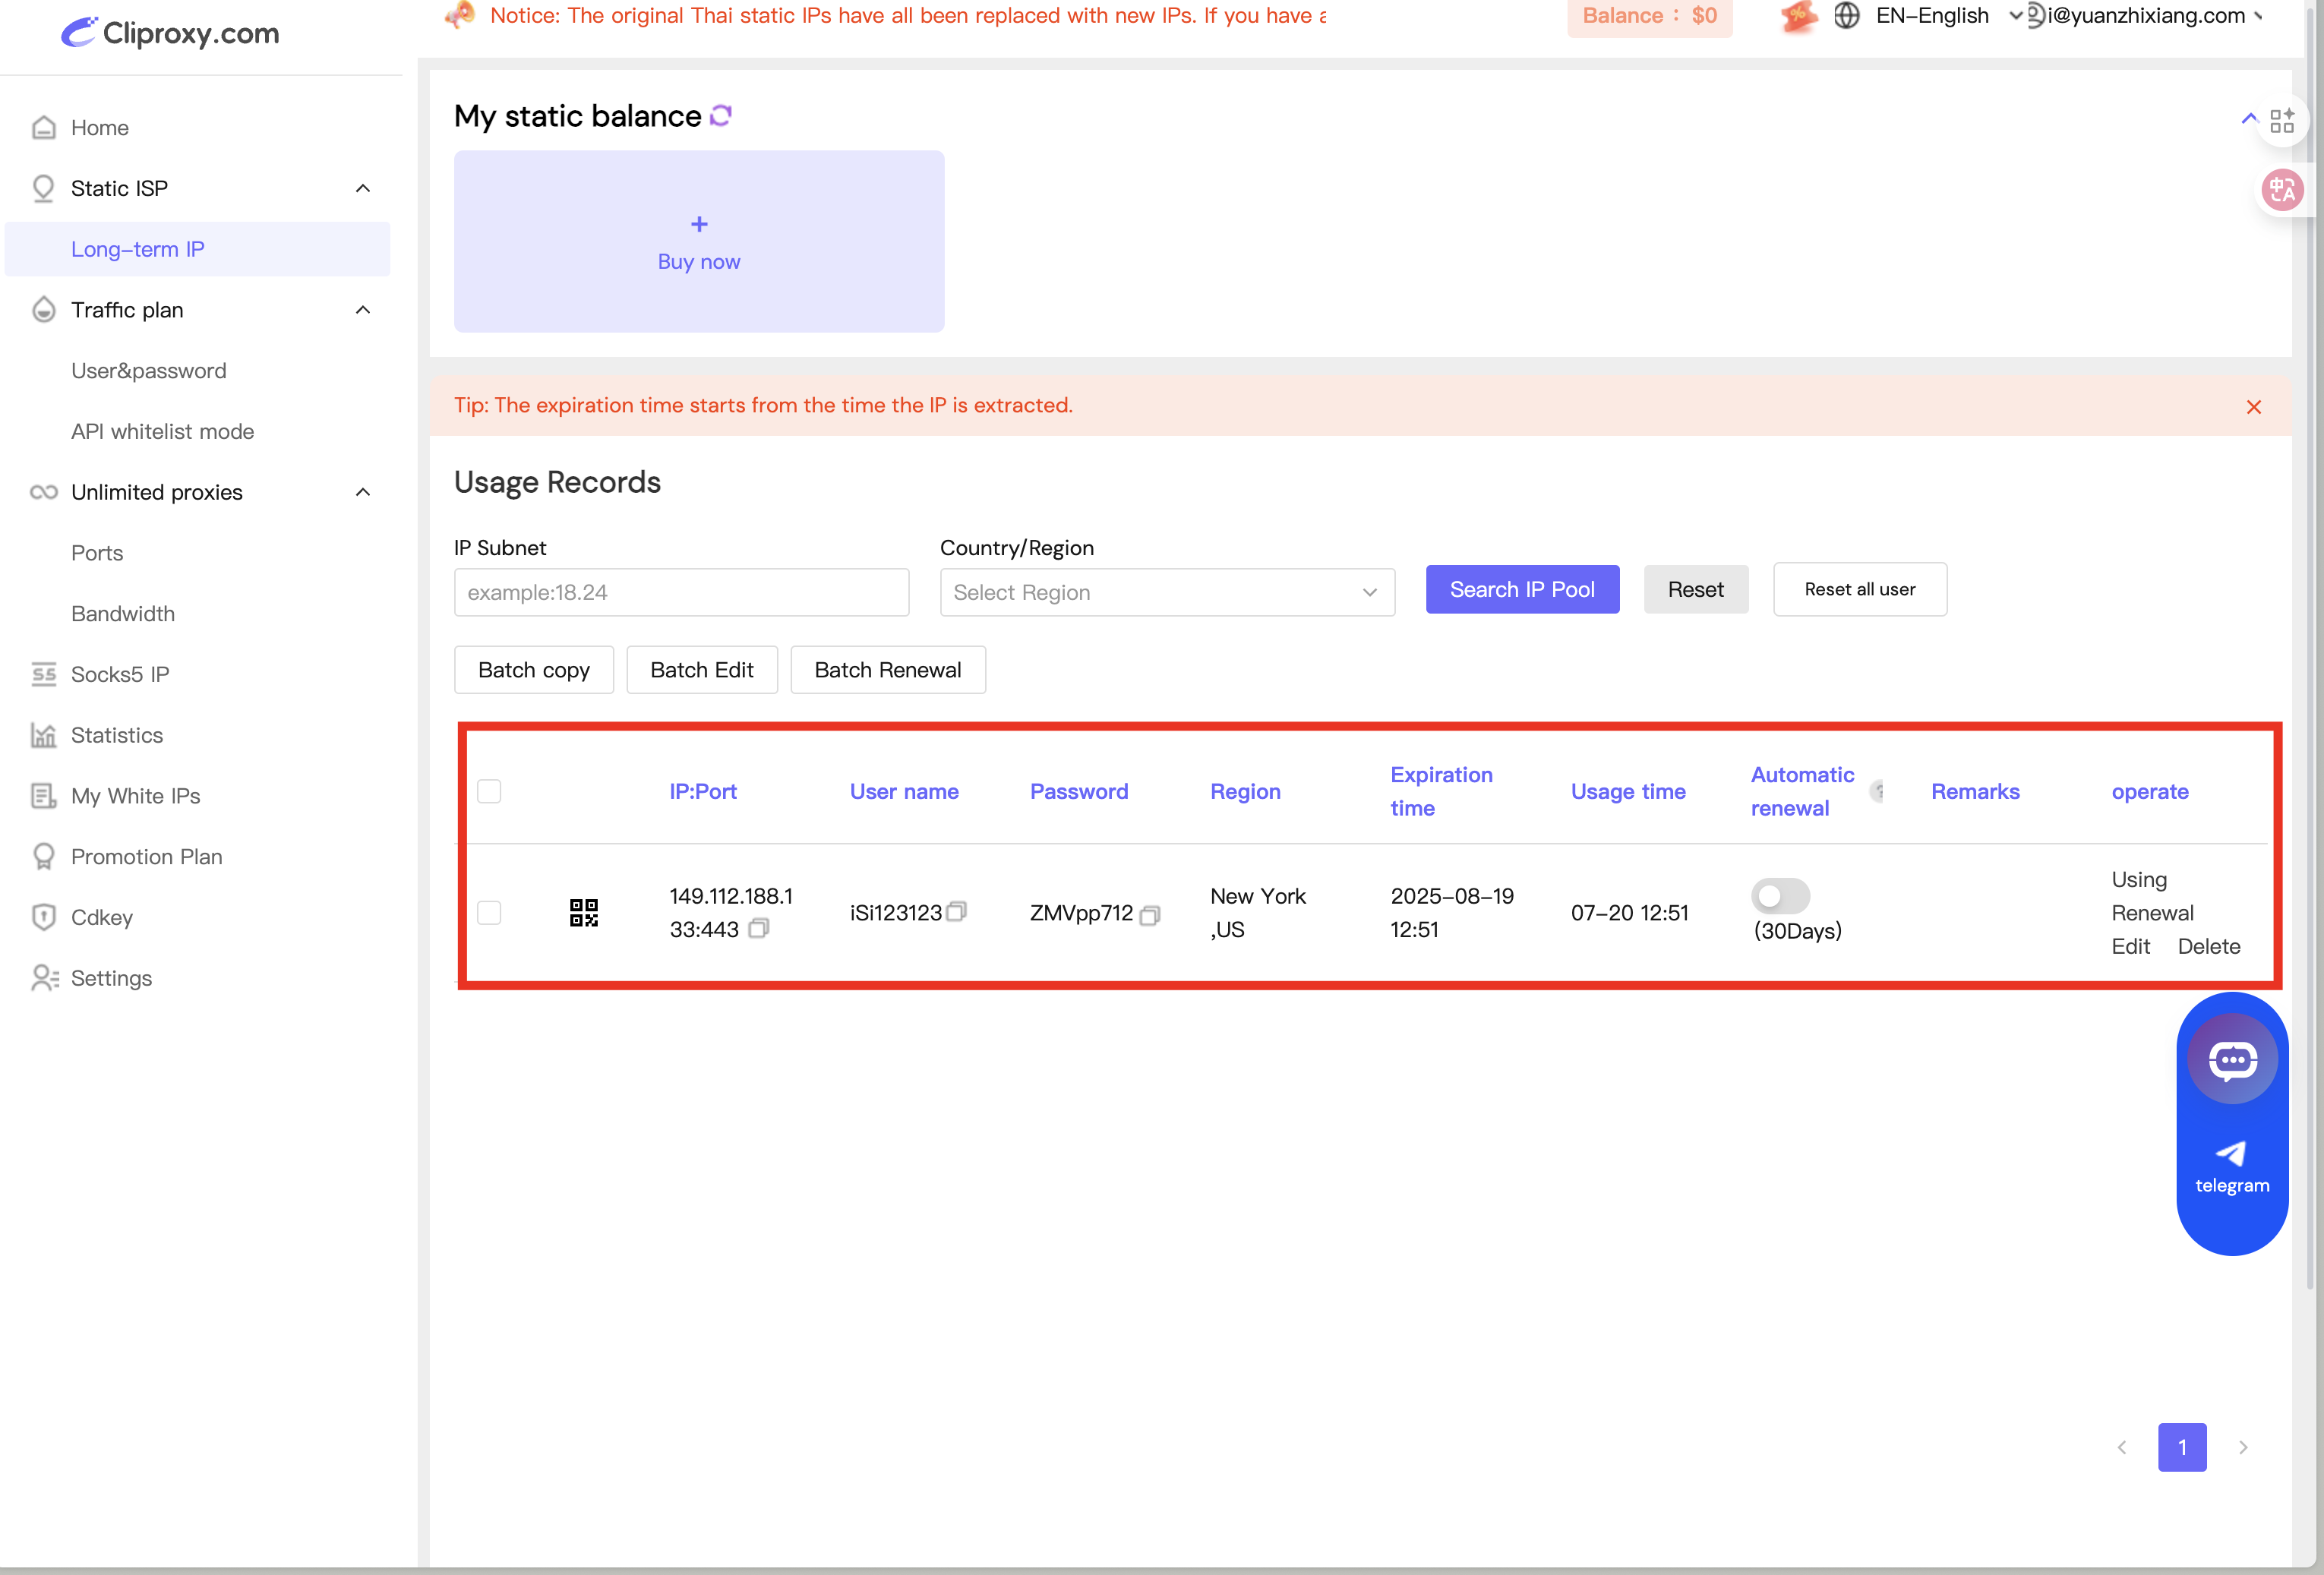 Cliproxy.com
Notice: The original Thai static IPs have all been replaced with new IPs. If you have
Balance : $0
EN-English
i@yuanzhixiang.com
Home
Static ISP
Long-term IP
Traffic plan
User&password
API whitelist mode
Unlimited proxies
Ports
Bandwidth
Socks5 IP
Statistics
My White IPs
Promotion Plan
Cdkey
Settings
My static balance
+
Buy now
Tip: The expiration time starts from the time the IP is extracted.
Usage Records
IP Subnet
Country/Region
example:18.24
Select Region
Search IP Pool
Reset
Reset all user
Batch copy
Batch Edit
Batch Renewal
IP:Port
User name
Password
Region
Expiration
time
Usage time
Automatic
renewal
?
Remarks
operate
149.112.188.1
33:443
iSi123123
ZMVpp712
New York
,US
2025-08-19
12:51
07-20 12:51
(30Days)
Using
Renewal
Edit Delete
telegram
1